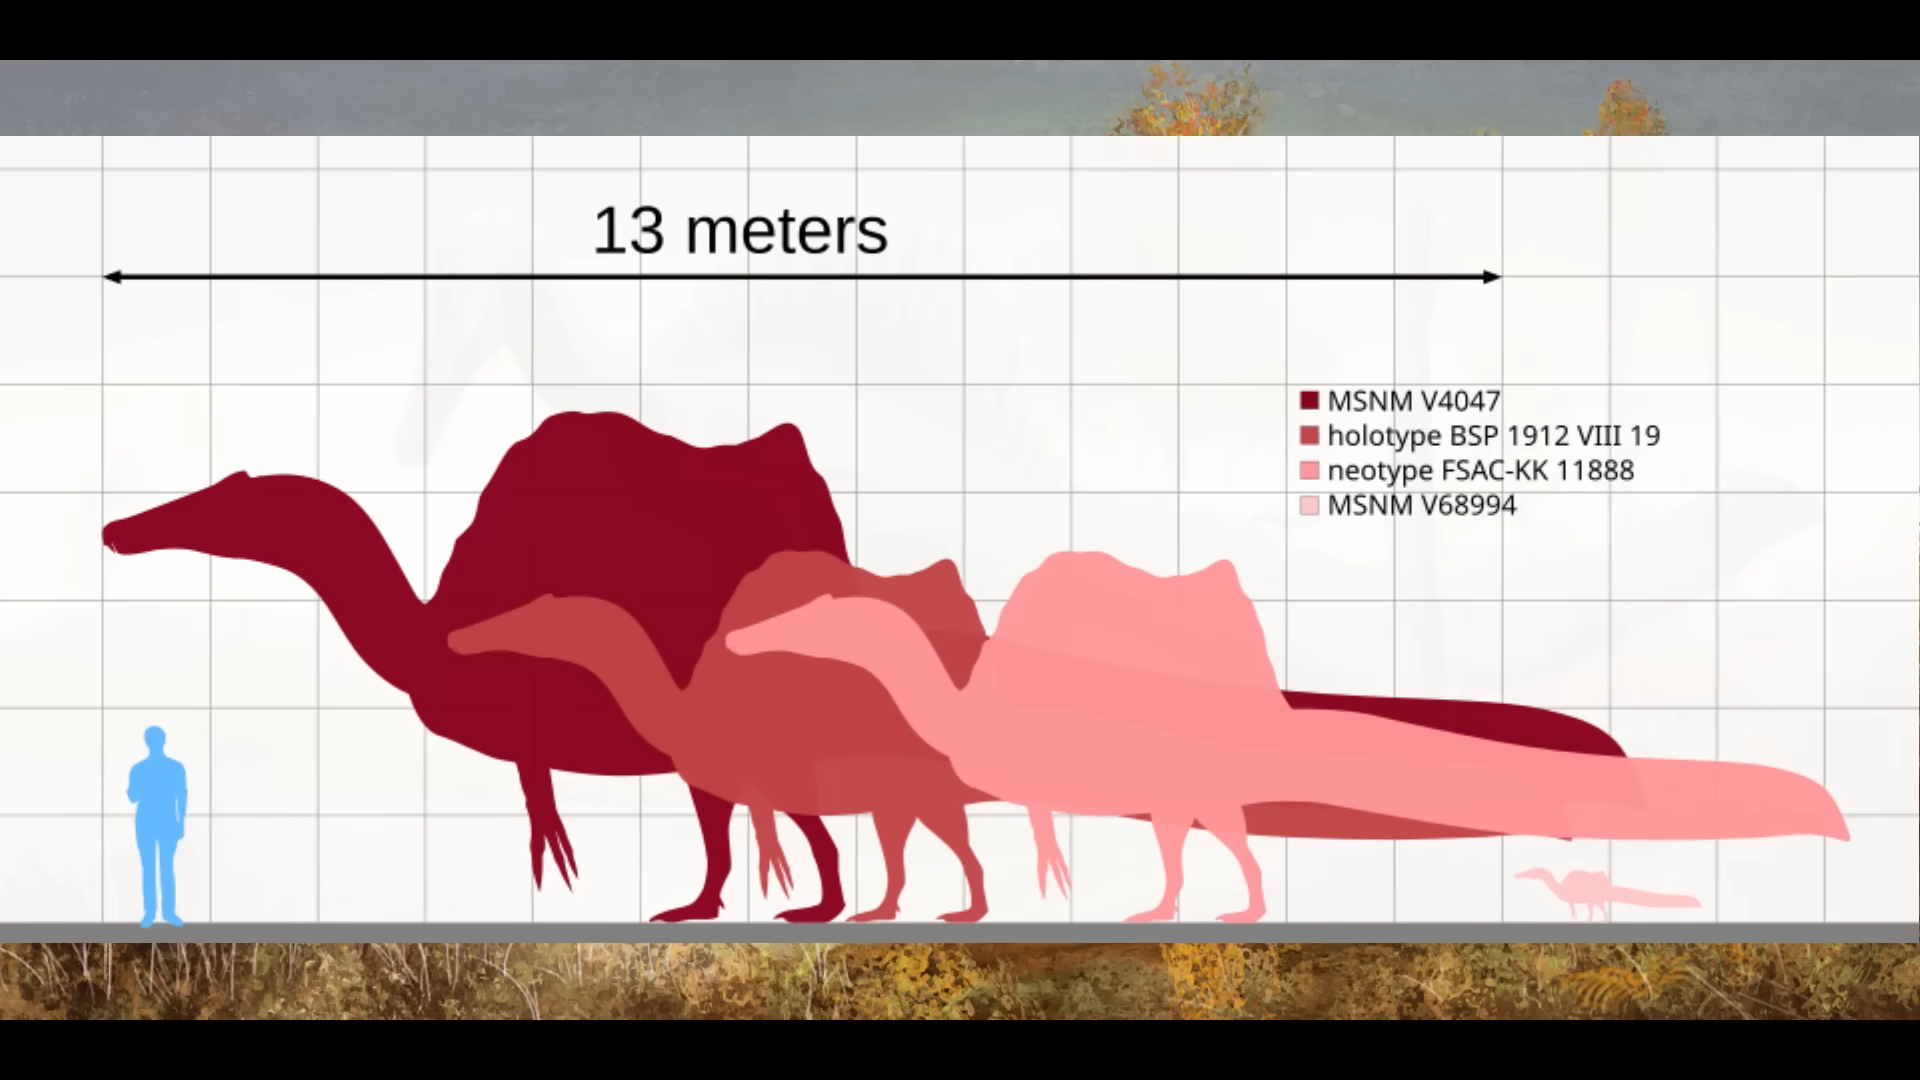 13 meters
MSNM V4047
holotype BSP 1912 VIII 19
neotype FSAC-KK 11888
MSNM V68994